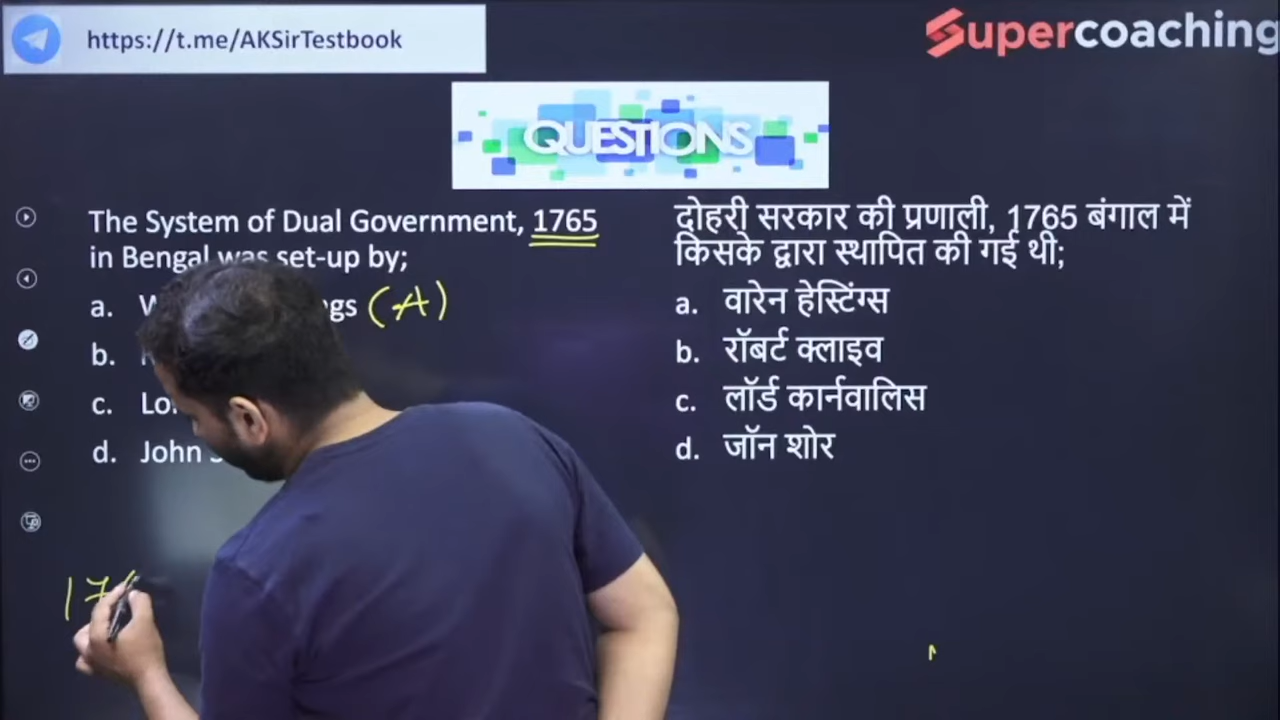 https://t.me/AKSirTestbook
Supercoaching
QUESTIONS
The System of Dual Government, 1765
in Bengal was set-up by;
a. (A)
b.
c.
d. John
दोहरी सरकार की प्रणाली, 1765 बंगाल में
किसके द्वारा स्थापित की गई थी;
a. वारेन हेस्टिंग्स
b. रॉबर्ट क्लाइव
c. लॉर्ड कार्नवालिस
d. जॉन शोर